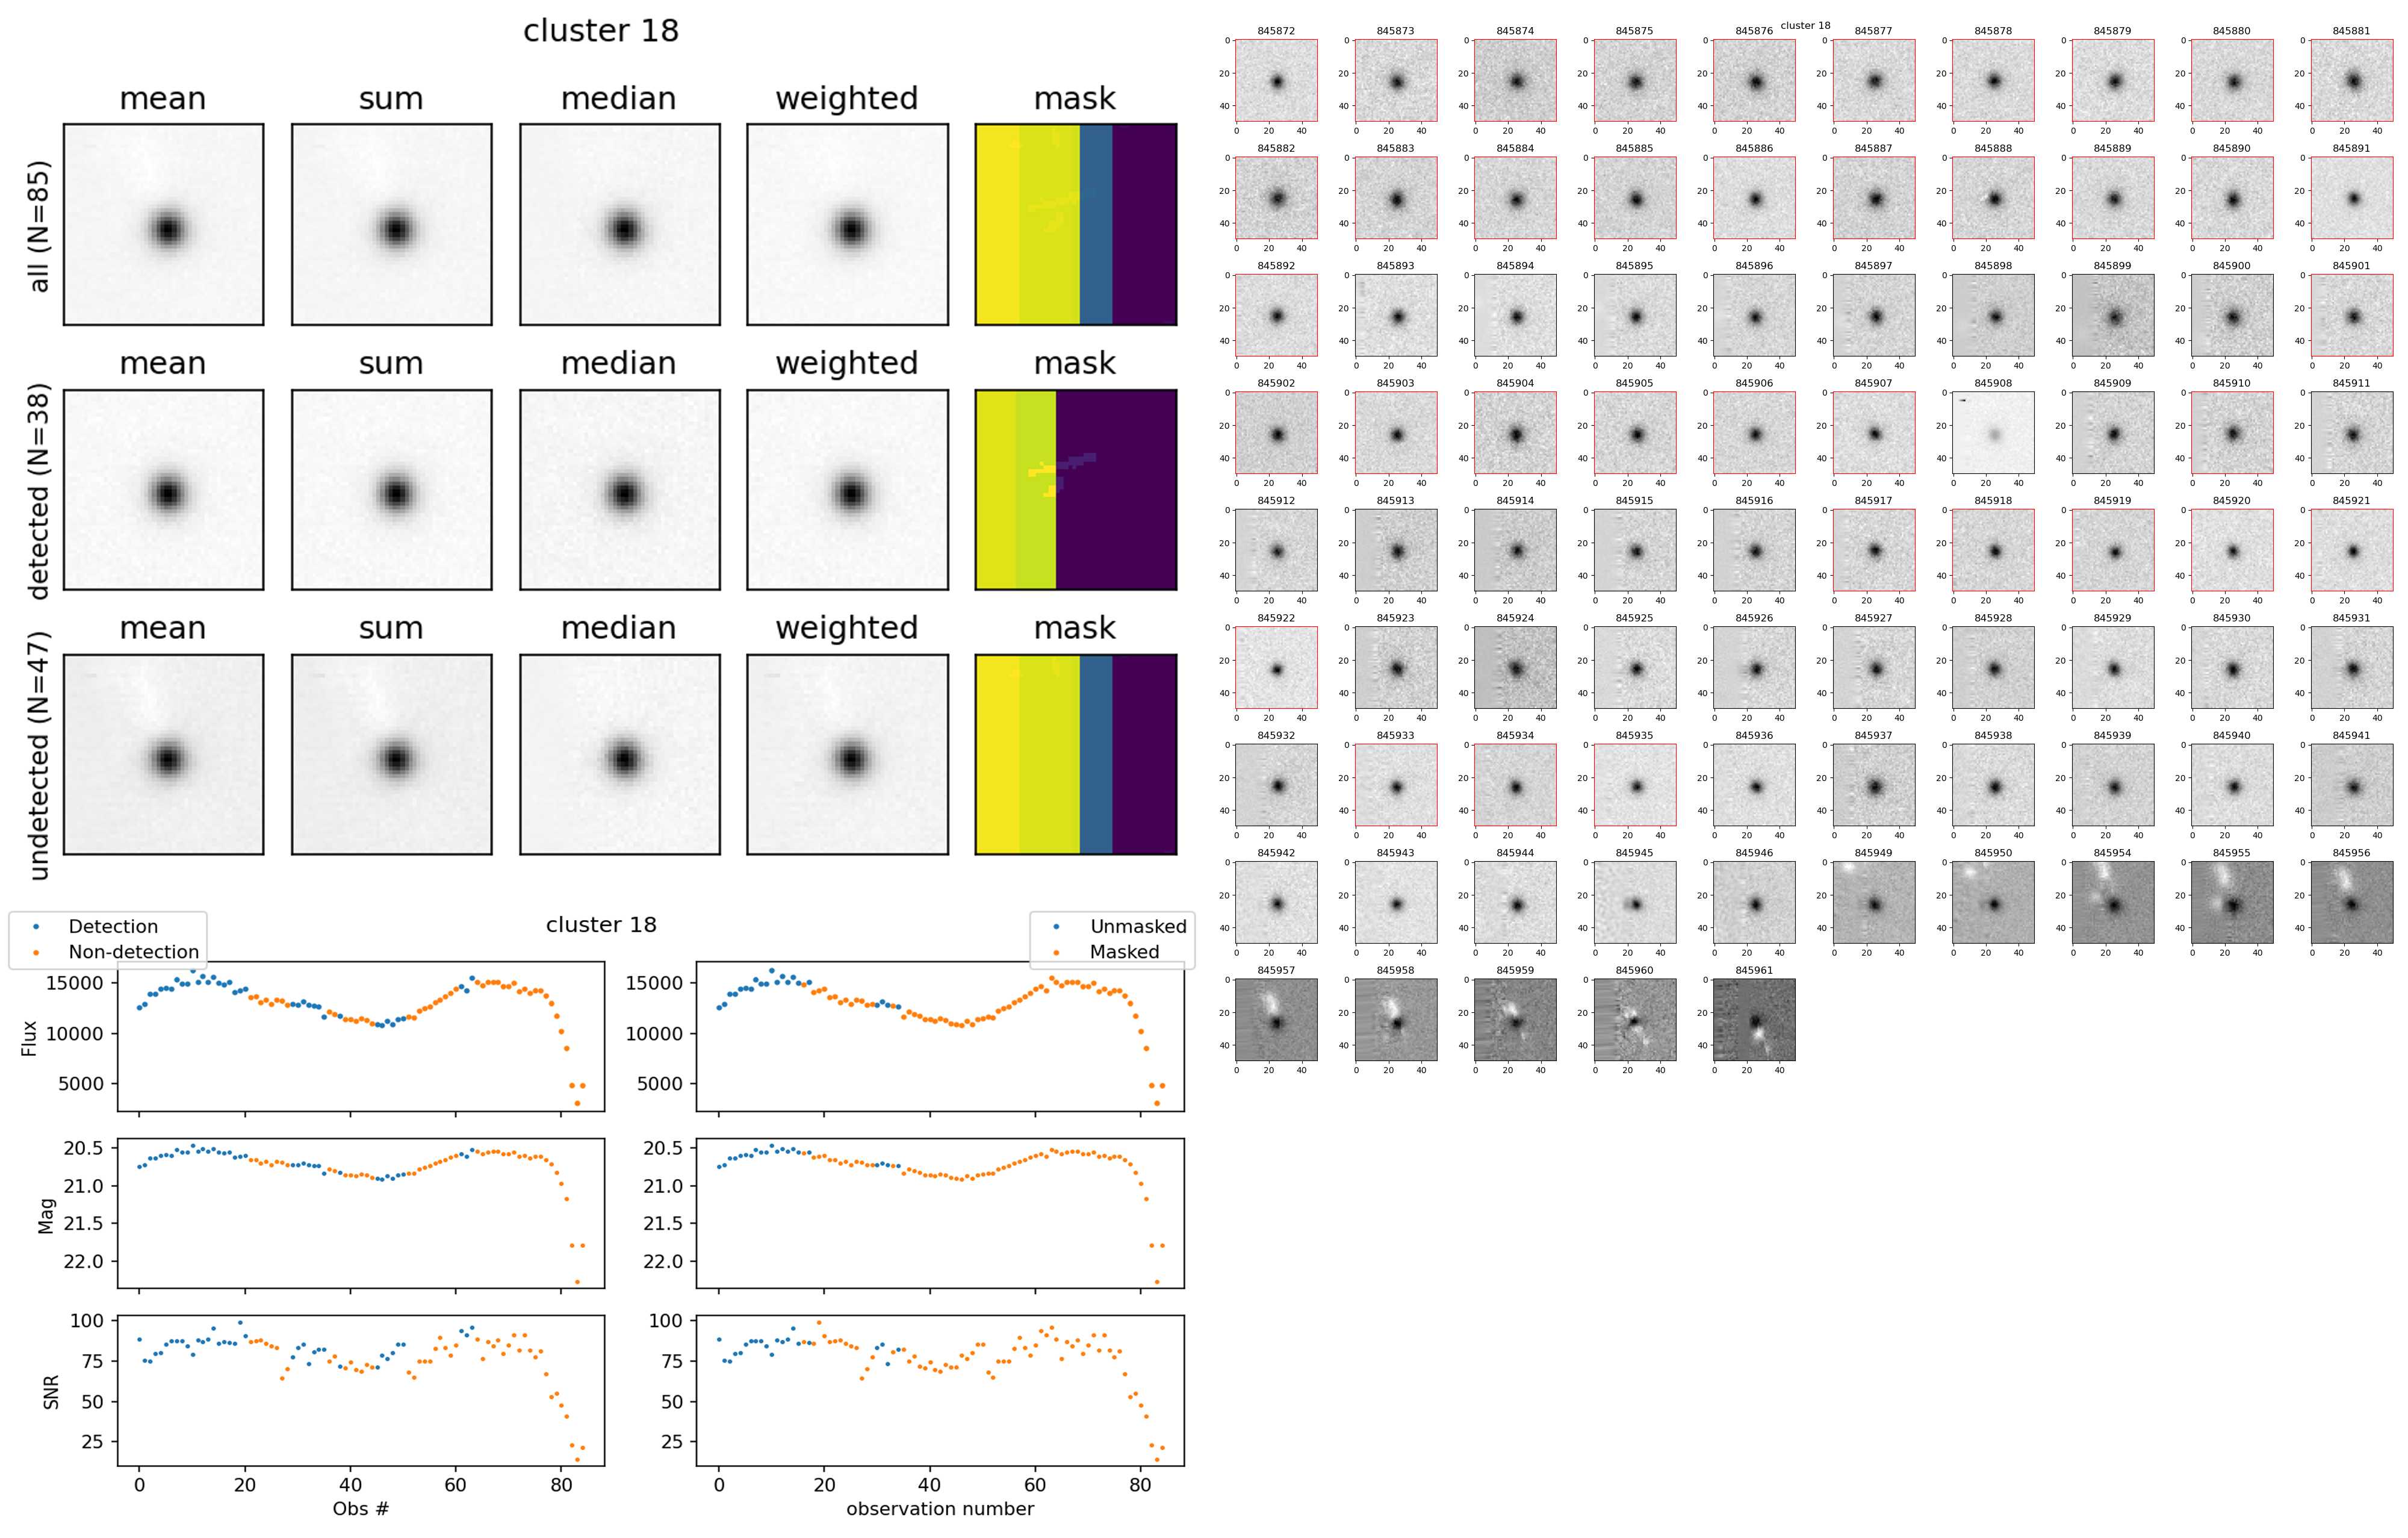 cluster 18
mean sum median weighted mask
all (N=85)
mean sum median weighted mask
detected (N=38)
mean sum median weighted mask
undetected (N=47)
cluster 18
Detection
Non-detection
Unmasked
Masked
Flux
15000
10000
5000
15000
10000
5000
Mag
20.5
21.0
21.5
22.0
20.5
21.0
21.5
22.0
SNR
100
75
50
25
100
75
50
25
0 20 40 60 80
Obs #
0 20 40 60 80
observation number
cluster 18
845872 845873 845874 845875 845876 845877 845878 845879 845880 845881
845882 845883 845884 845885 845886 845887 845888 845889 845890 845891
845892 845893 845894 845895 845896 845897 845898 845899 845900 845901
845902 845903 845904 845905 845906 845907 845908 845909 845910 845911
845912 845913 845914 845915 845916 845917 845918 845919 845920 845921
845922 845923 845924 845925 845926 845927 845928 845929 845930 845931
845932 845933 845934 845935 845936 845937 845938 845939 845940 845941
845942 845943 845944 845945 845946 845949 845950 845954 845955 845956
845957 845958 845959 845960 845961
0 20 40